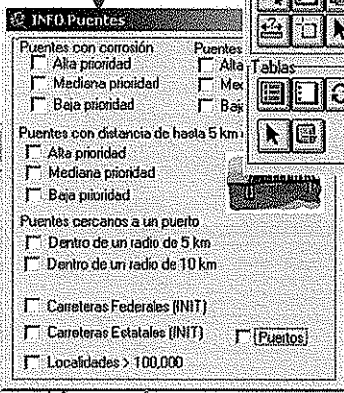 INFO Puentes
Puentes con corrosión
Alta prioridad
Mediana prioridad
Baja prioridad
Puentes
Alta
Tablas
Puentes con distancia de hasta 5 km
Alta prioridad
Mediana prioridad
Baja prioridad
Puentes cercanos a un puerto
Dentro de un radio de 5 km
Dentro de un radio de 10 km
Carreteras Federales (INIT)
Carreteras Estatales (INIT)
Puertos
Localidades > 100,000